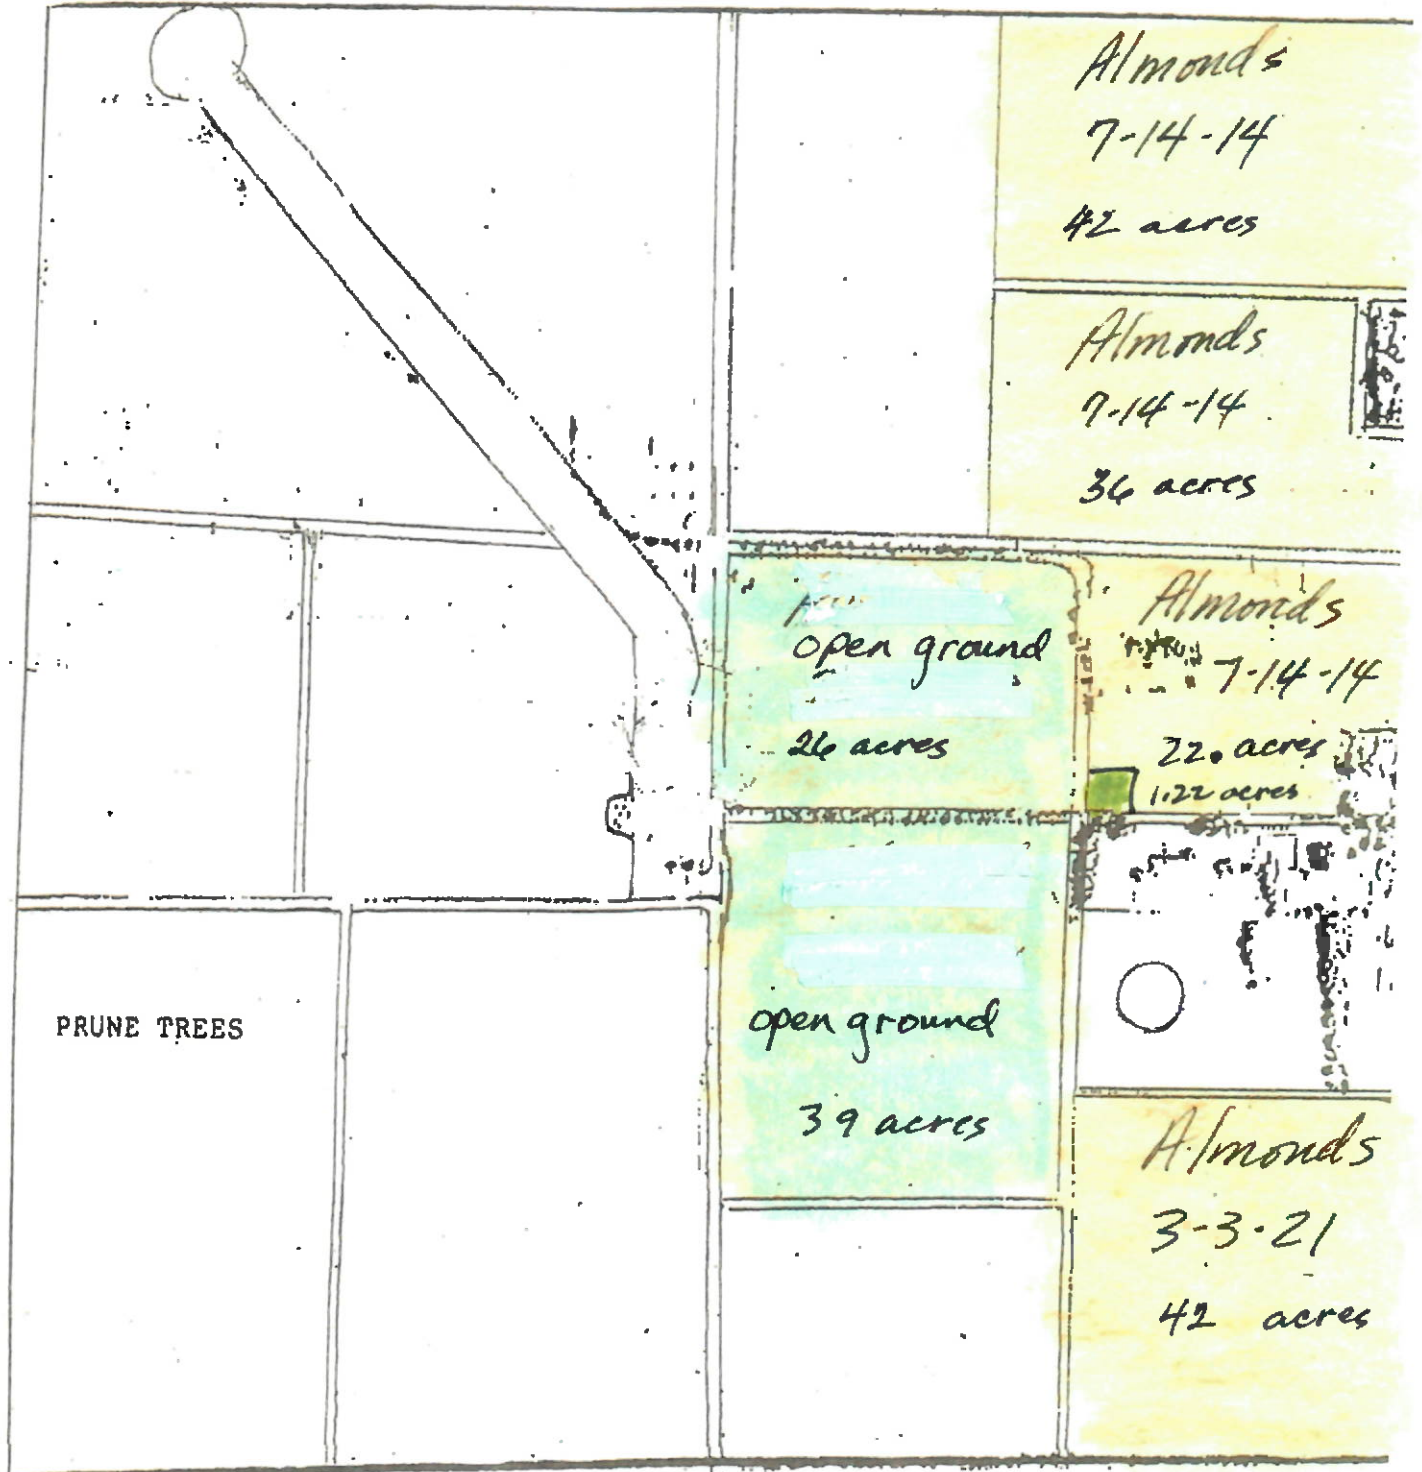 Almonds
7-14-14
42 acres
Almonds
7-14-14
36 acres
open ground
26 acres
Almonds
7-14-14
22. acres
1.22 acres
open ground
39 acres
PRUNE TREES
Almonds
3-3-21
42 acres